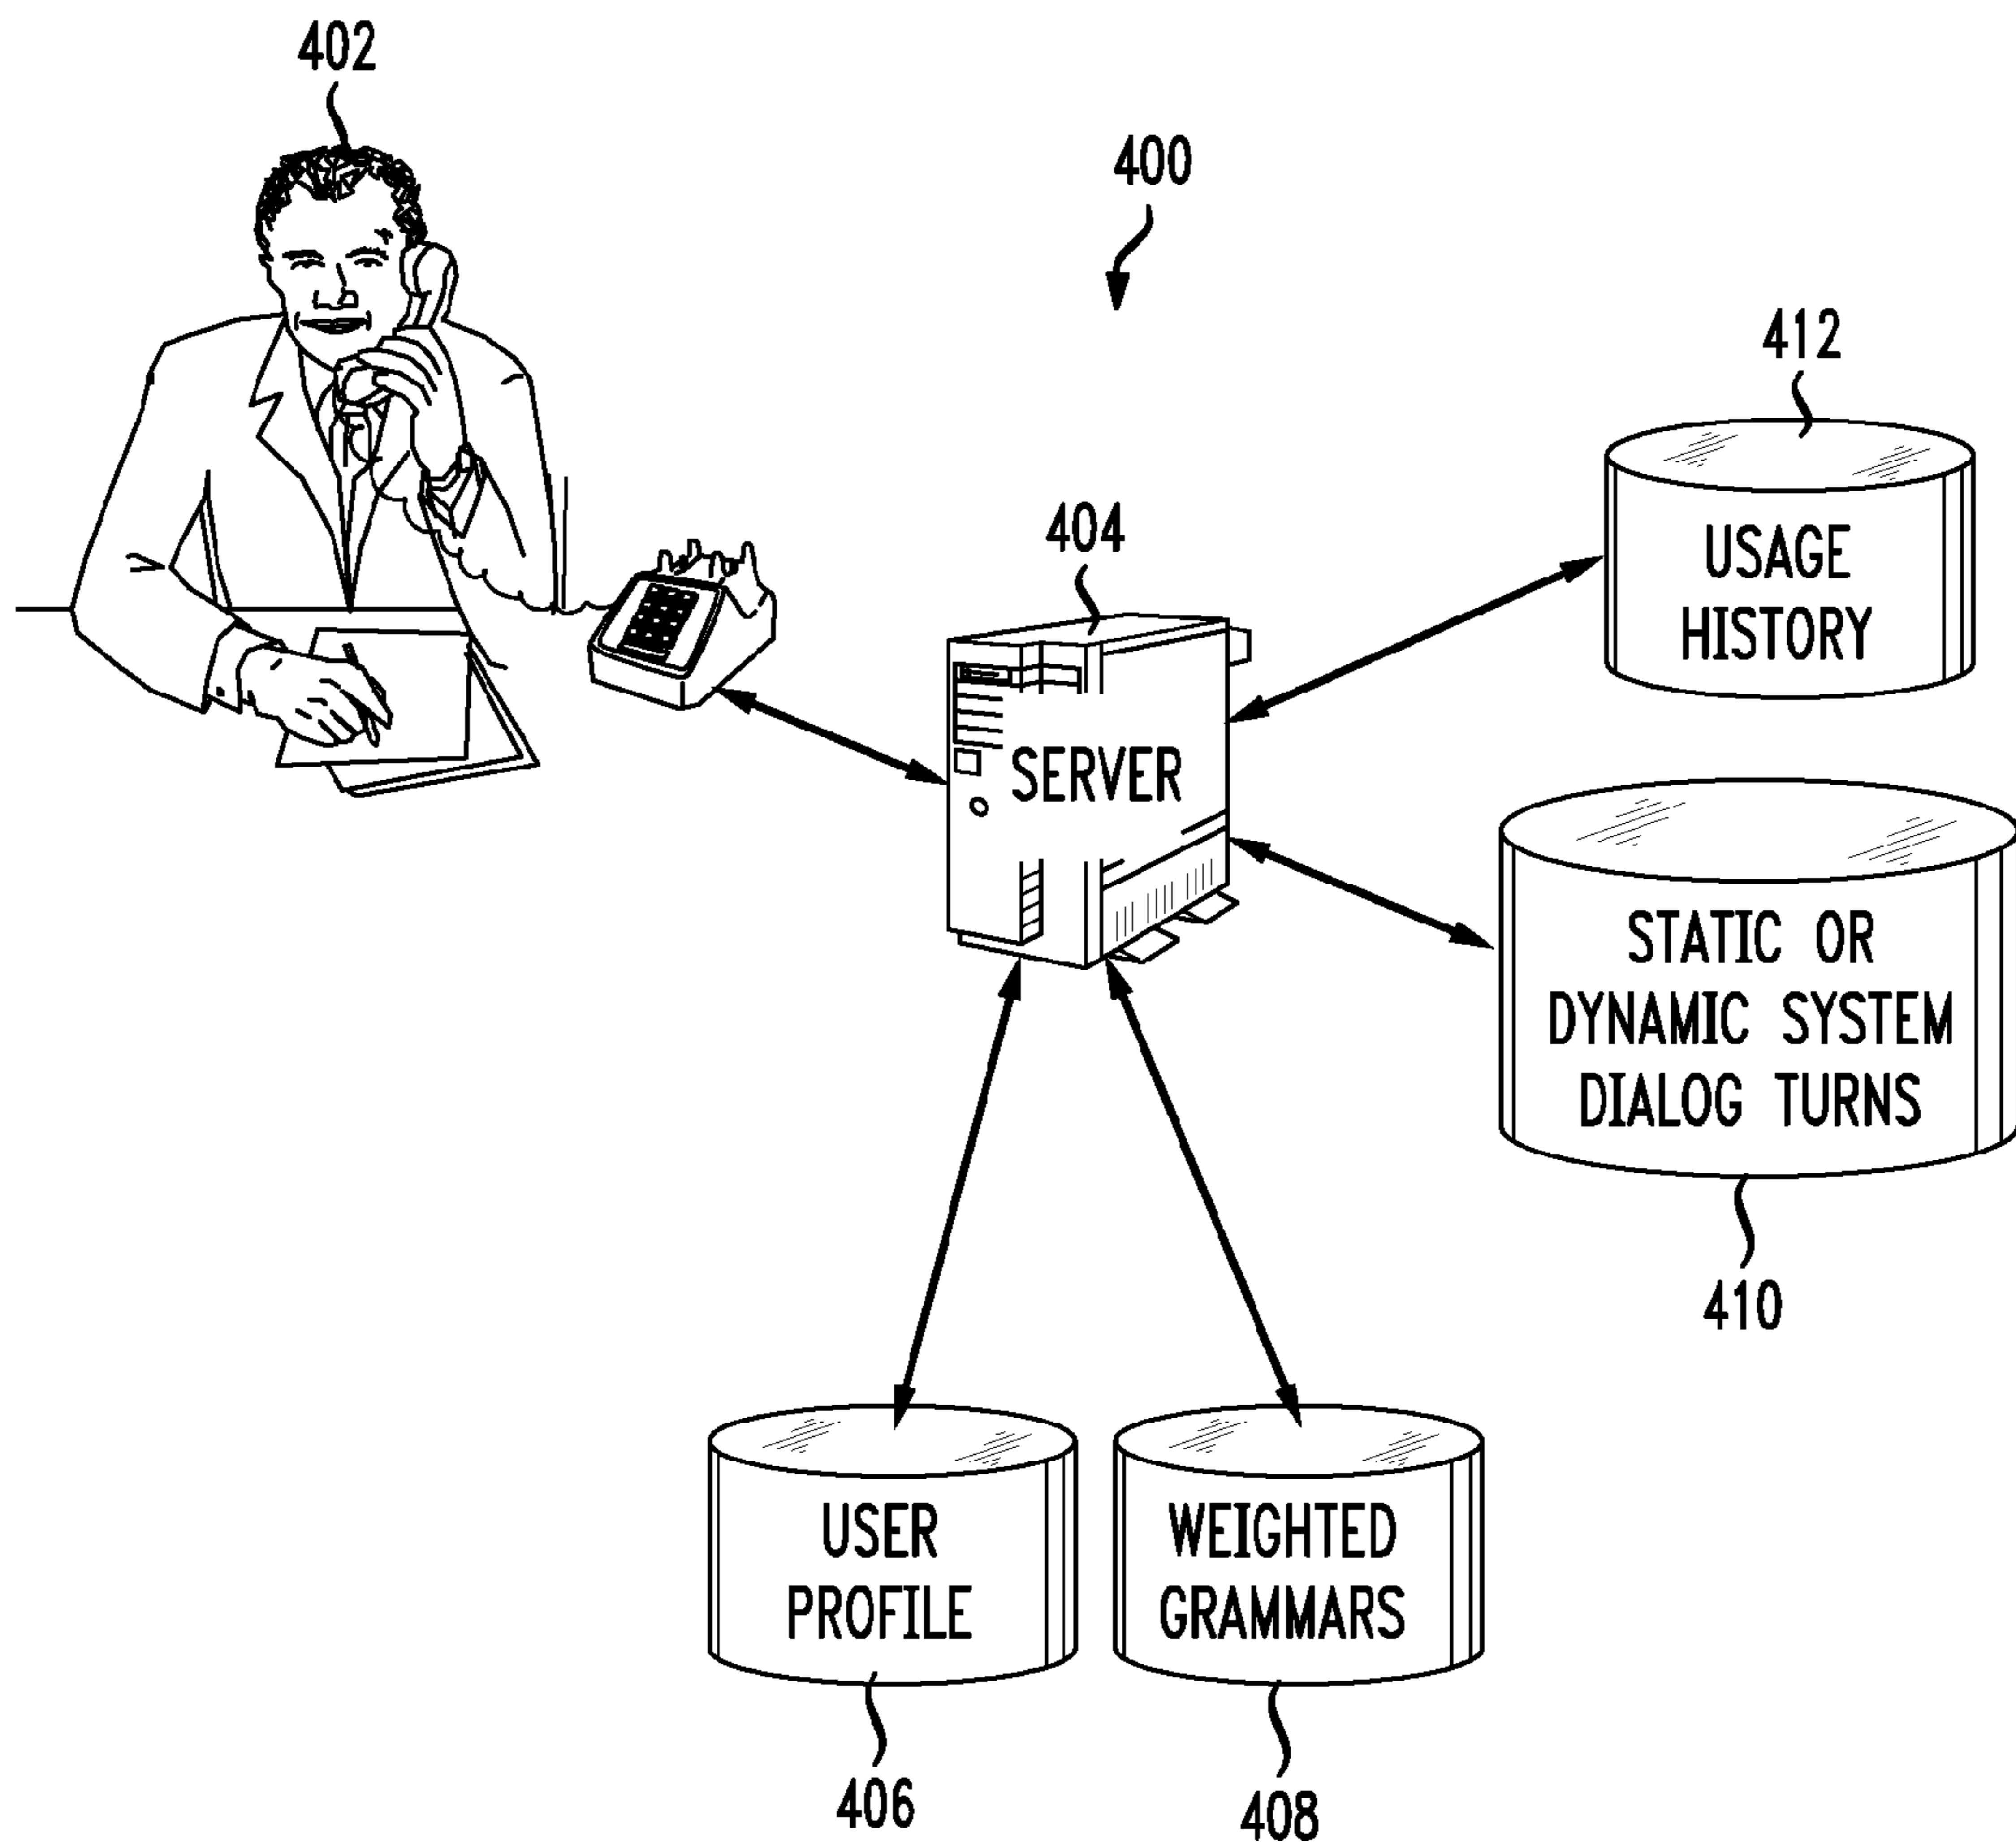 402
400
412
USAGE
HISTORY
404
SERVER
STATIC OR
DYNAMIC SYSTEM
DIALOG TURNS
410
USER
PROFILE
WEIGHTED
GRAMMARS
406
408